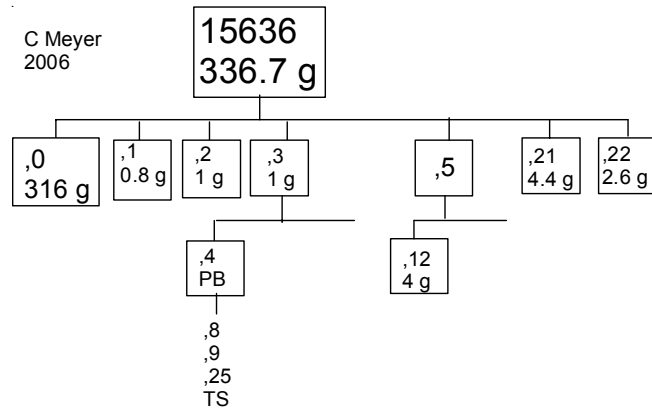 C Meyer
2006
15636
336.7 g
,0
316 g
,1
0.8 g
,2
1 g
,3
1 g
,5
,21
4.4 g
,22
2.6 g
,4
PB
,12
4 g
,8
,9
,25
TS